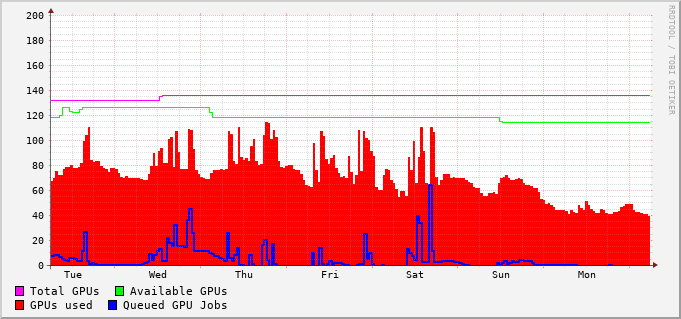 200
180
160
140
120
100
80
60
40
20
0
Tue Wed Thu Fri Sat Sun Mon
Total GPUs Available GPUs
GPUs used Queued GPU Jobs
RRDTOOL / TOBI OETIKER